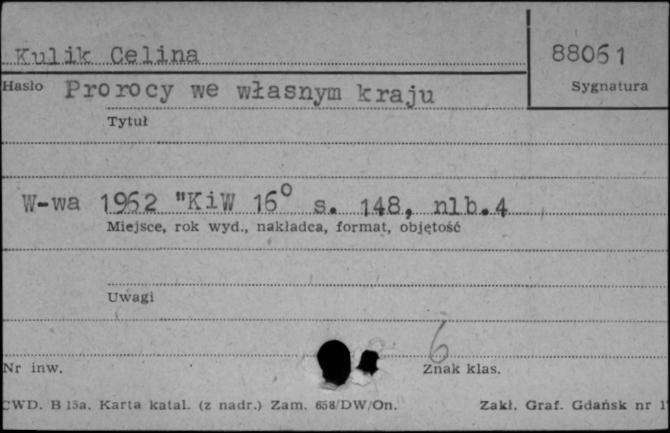 Kulik Celina
88061
Hasło
Sygnatura
Prorocy we własnym kraju
Tytuł
W-wa 1962 "KiW 16° s. 148, nlb.4
Miejsce, rok wyd., nakładca, format, objętość
Uwagi
6
Nr inw.
Znak klas.
CWD. B 15a. Karta katal. (z nadr.) Zam. 658/DW/On.
Zakł. Graf. Gdańsk nr